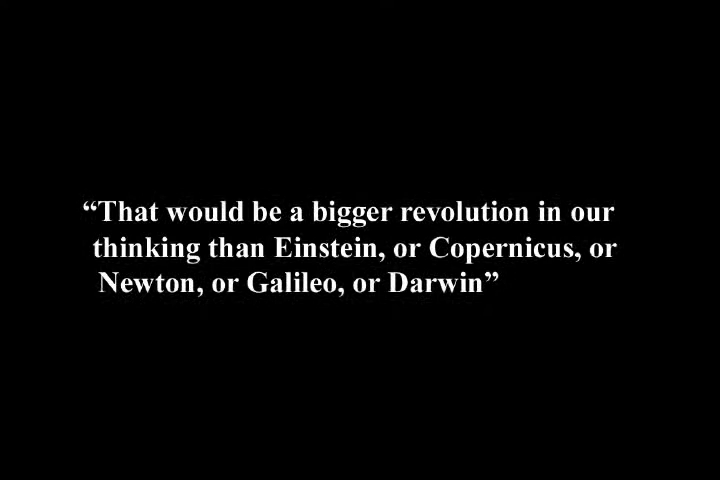 “That would be a bigger revolution in our
thinking than Einstein, or Copernicus, or
Newton, or Galileo, or Darwin”